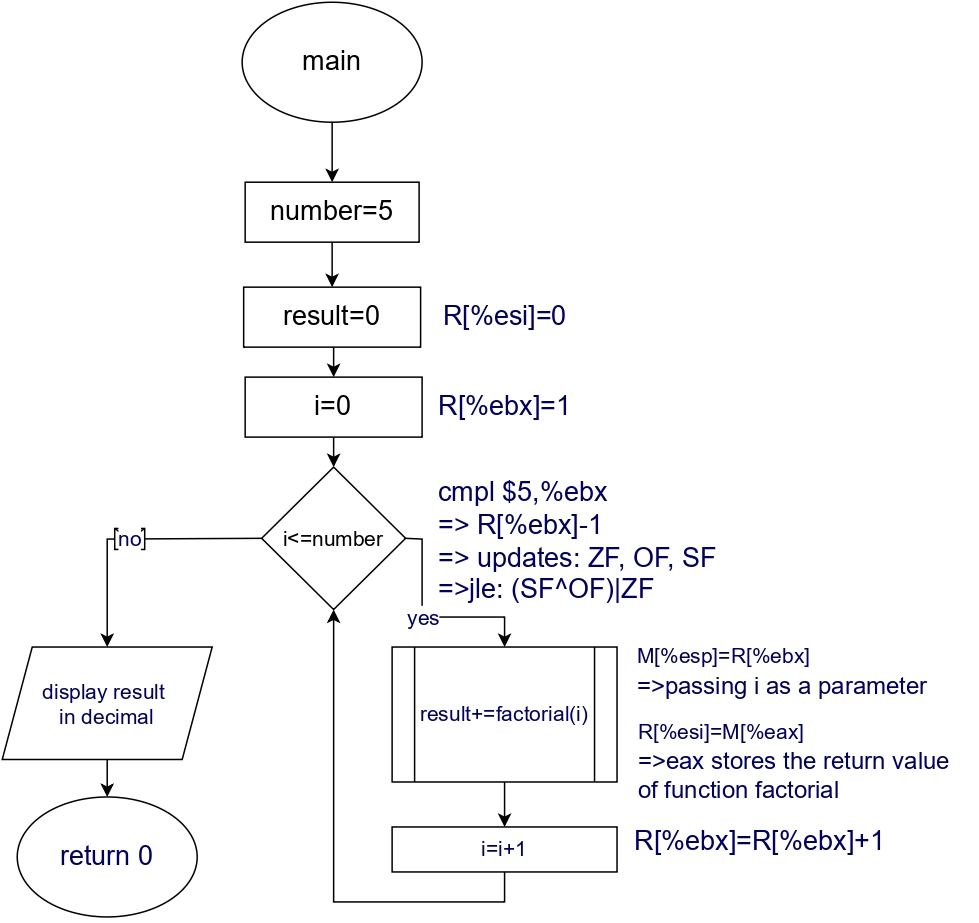 main
number=5
result=0
R[%esi]=0
i=0
R[%ebx]=1
i<=number
cmpl $5,%ebx
=> R[%ebx]-1
=> updates: ZF, OF, SF
=>jle: (SF^OF)|ZF
[no]
yes
display result
in decimal
result+=factorial(i)
M[%esp]=R[%ebx]
=>passing i as a parameter
R[%esi]=M[%eax]
=>eax stores the return value
of function factorial
return 0
i=i+1
R[%ebx]=R[%ebx]+1